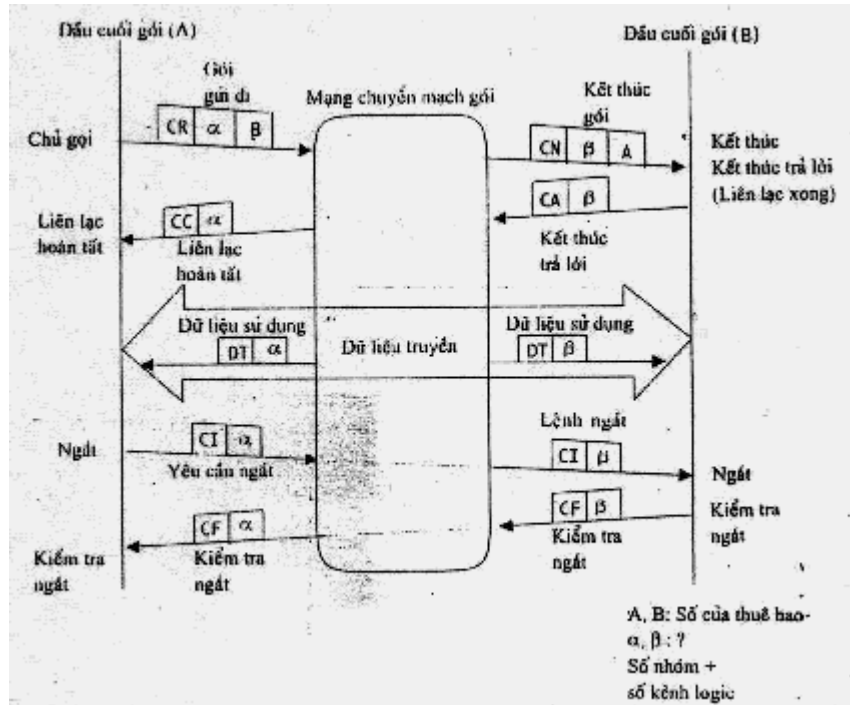 Đầu cuối gói (A)
Đầu cuối gói (B)
Gói
gửi đi
Mạng chuyển mạch gói
Kết thúc
gói
Chủ gọi
CR α B
CN β A
Kết thúc
Kết thúc trả lời
(Liên lạc xong)
Liên lạc
hoàn tất
CC α
Liên lạc
hoàn tất
CA β
Kết thúc
trả lời
Dữ liệu sử dụng
DT α
Dữ liệu truyền
Dữ liệu sử dụng
DT β
Ngắt
CI α
Yêu cầu ngắt
Lệnh ngắt
CI μ
Ngắt
CF α
Kiểm tra
ngắt
CF β
Kiểm tra
ngắt
Kiểm tra
ngắt
Kiểm tra
ngắt
A, B: Số của thuê bao
α, β : ?
Số nhóm +
số kênh logic